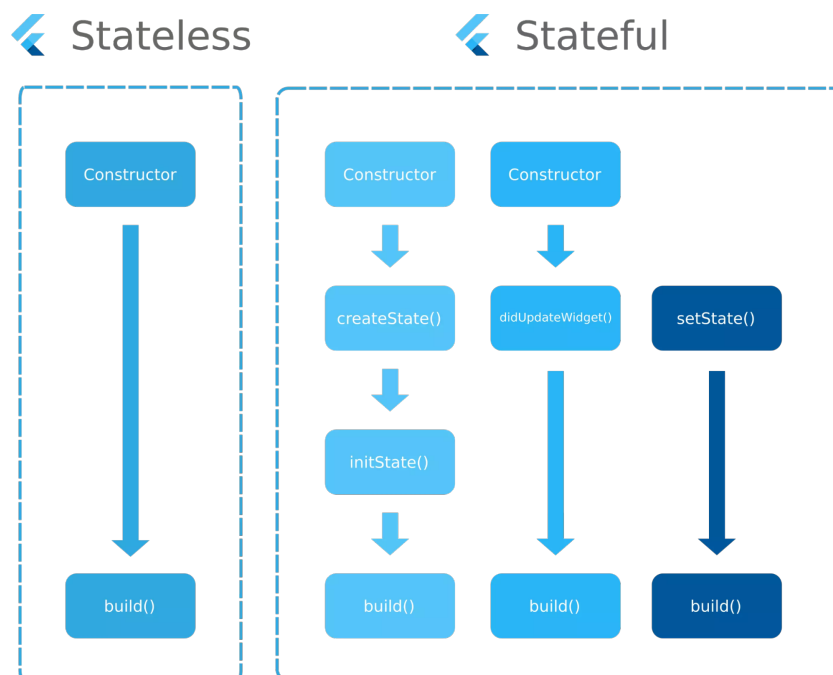 Stateless
Stateful
Constructor
Constructor
Constructor
createState()
didUpdateWidget()
setState()
initState()
build()
build()
build()
build()